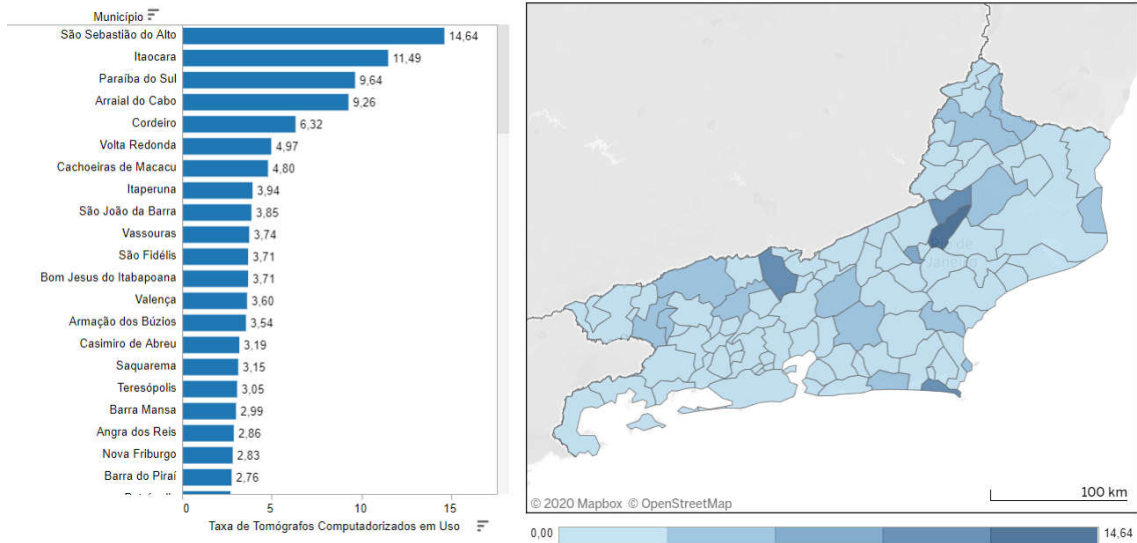 Município
São Sebastião do Alto 14,64
Itaocara 11,49
Paraíba do Sul 9,64
Arraial do Cabo 9,26
Cordeiro 6,32
Volta Redonda 4,97
Cachoeiras de Macacu 4,80
Itaperuna 3,94
São João da Barra 3,85
Vassouras 3,74
São Fidélis 3,71
Bom Jesus do Itabapoana 3,71
Valença 3,60
Armação dos Búzios 3,54
Casimiro de Abreu 3,19
Saquarema 3,15
Teresópolis 3,05
Barra Mansa 2,99
Angra dos Reis 2,86
Nova Friburgo 2,83
Barra do Piraí 2,76
0 5 10 15
Taxa de Tomógrafos Computadorizados em Uso
Rio de
Janeiro
100 km
© 2020 Mapbox © OpenStreetMap
0,00 14,64